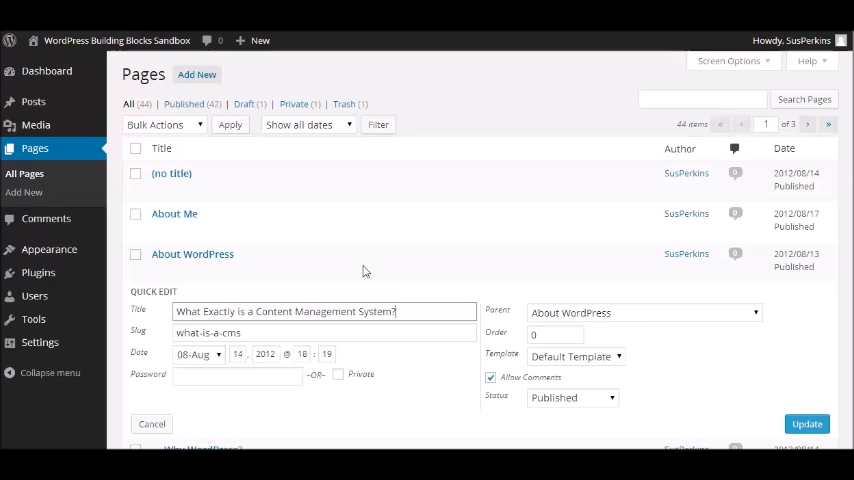 WordPress Building Blocks Sandbox 0 + New Howdy, SusPerkins
Dashboard
Posts
Media
Pages
All Pages
Add New
Comments
Appearance
Plugins
Users
Tools
Settings
Collapse menu
Screen Options Help
Pages Add New
All (44) | Published (42) | Draft (1) | Private (1) | Trash (1)
Search Pages
Bulk Actions Apply Show all dates Filter
44 items « ‹ 1 of 3 › »
Title Author Date
(no title) SusPerkins 0 2012/08/14
Published
About Me SusPerkins 0 2012/08/17
Published
About WordPress SusPerkins 0 2012/08/13
Published
QUICK EDIT
Title What Exactly is a Content Management System?
Slug what-is-a-cms
Date 08-Aug 14 , 2012 @ 18 : 19
Password –OR– Private
Parent About WordPress
Order 0
Template Default Template
Allow Comments
Status Published
Cancel Update
Why WordPress?